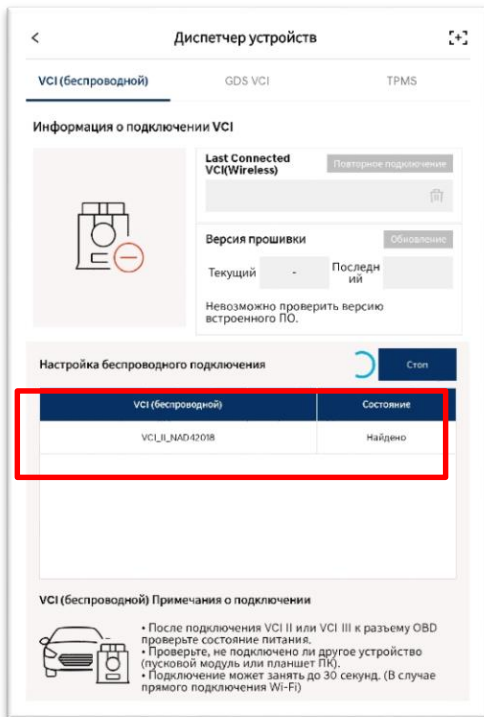 Диспетчер устройств
VCI (беспроводной)
GDS VCI
TPMS
Информация о подключении VCI
Last Connected
VCI(Wireless)
Повторное подключение
Версия прошивки
Обновление
Текущий
-
Последн
ий
Невозможно проверить версию
встроенного ПО.
Настройка беспроводного подключения
Стоп
VCI (беспроводной)
Состояние
VCI_II_NAD42018
Найдено
VCI (беспроводной) Примечания о подключении
• После подключения VCI II или VCI III к разъему OBD
проверьте состояние питания.
• Проверьте, не подключено ли другое устройство
(пусковой модуль или планшет ПК).
• Подключение может занять до 30 секунд. (В случае
прямого подключения Wi-Fi)